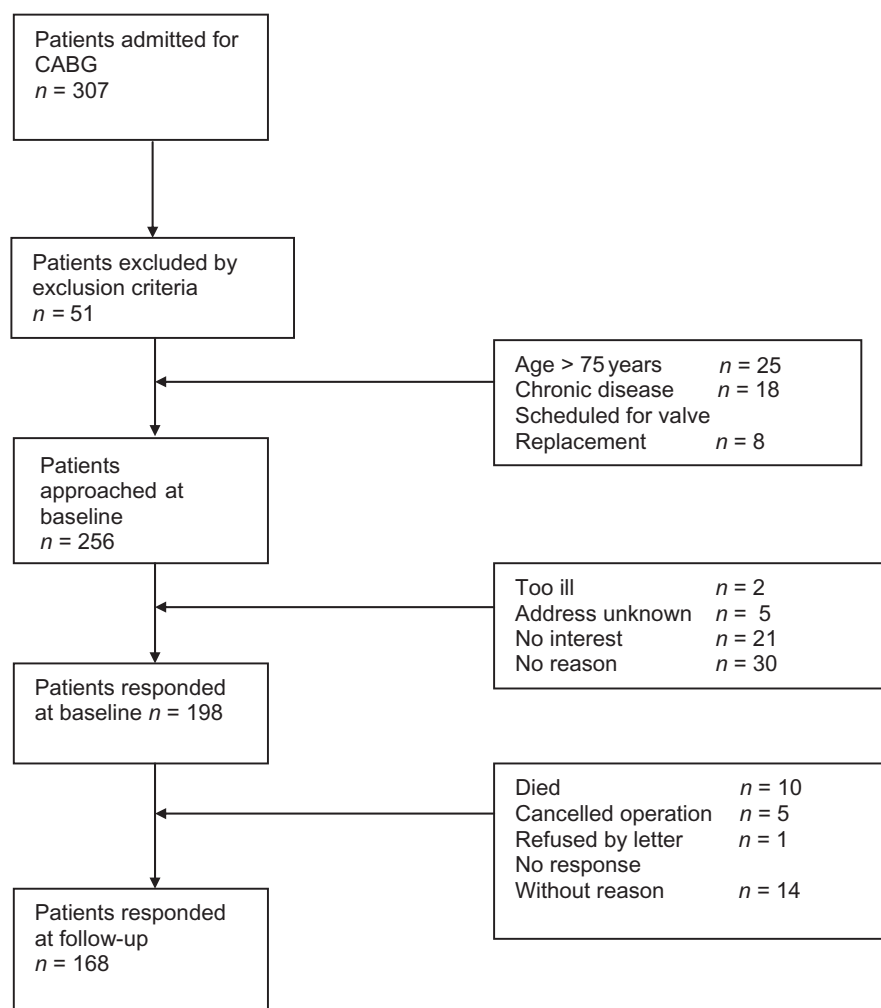 Patients admitted for
CABG
n = 307
Patients excluded by
exclusion criteria
n = 51
Age > 75 years n = 25
Chronic disease n = 18
Scheduled for valve
Replacement n = 8
Patients
approached at
baseline
n = 256
Too ill n = 2
Address unknown n = 5
No interest n = 21
No reason n = 30
Patients responded
at baseline n = 198
Died n = 10
Cancelled operation n = 5
Refused by letter n = 1
No response
Without reason n = 14
Patients responded
at follow-up
n = 168